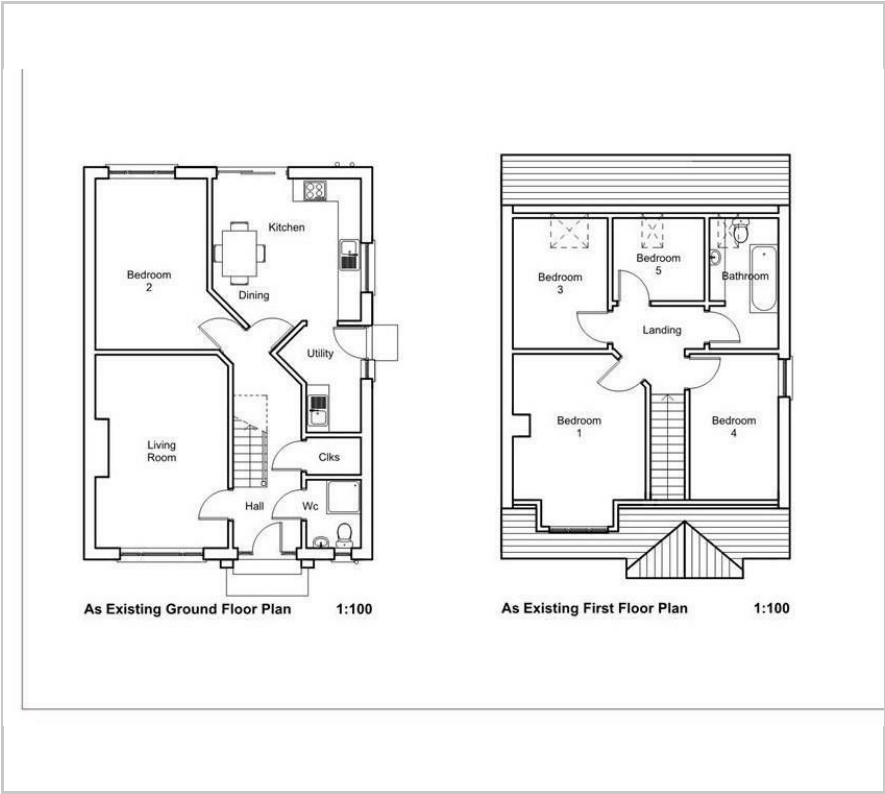 Kitchen
Bedroom
2
Dining
Utility
Living
Room
Clks
Hall
Wc
As Existing Ground Floor Plan 1:100
Bedroom
3
Bedroom
5
Bathroom
Landing
Bedroom
1
Bedroom
4
As Existing First Floor Plan 1:100